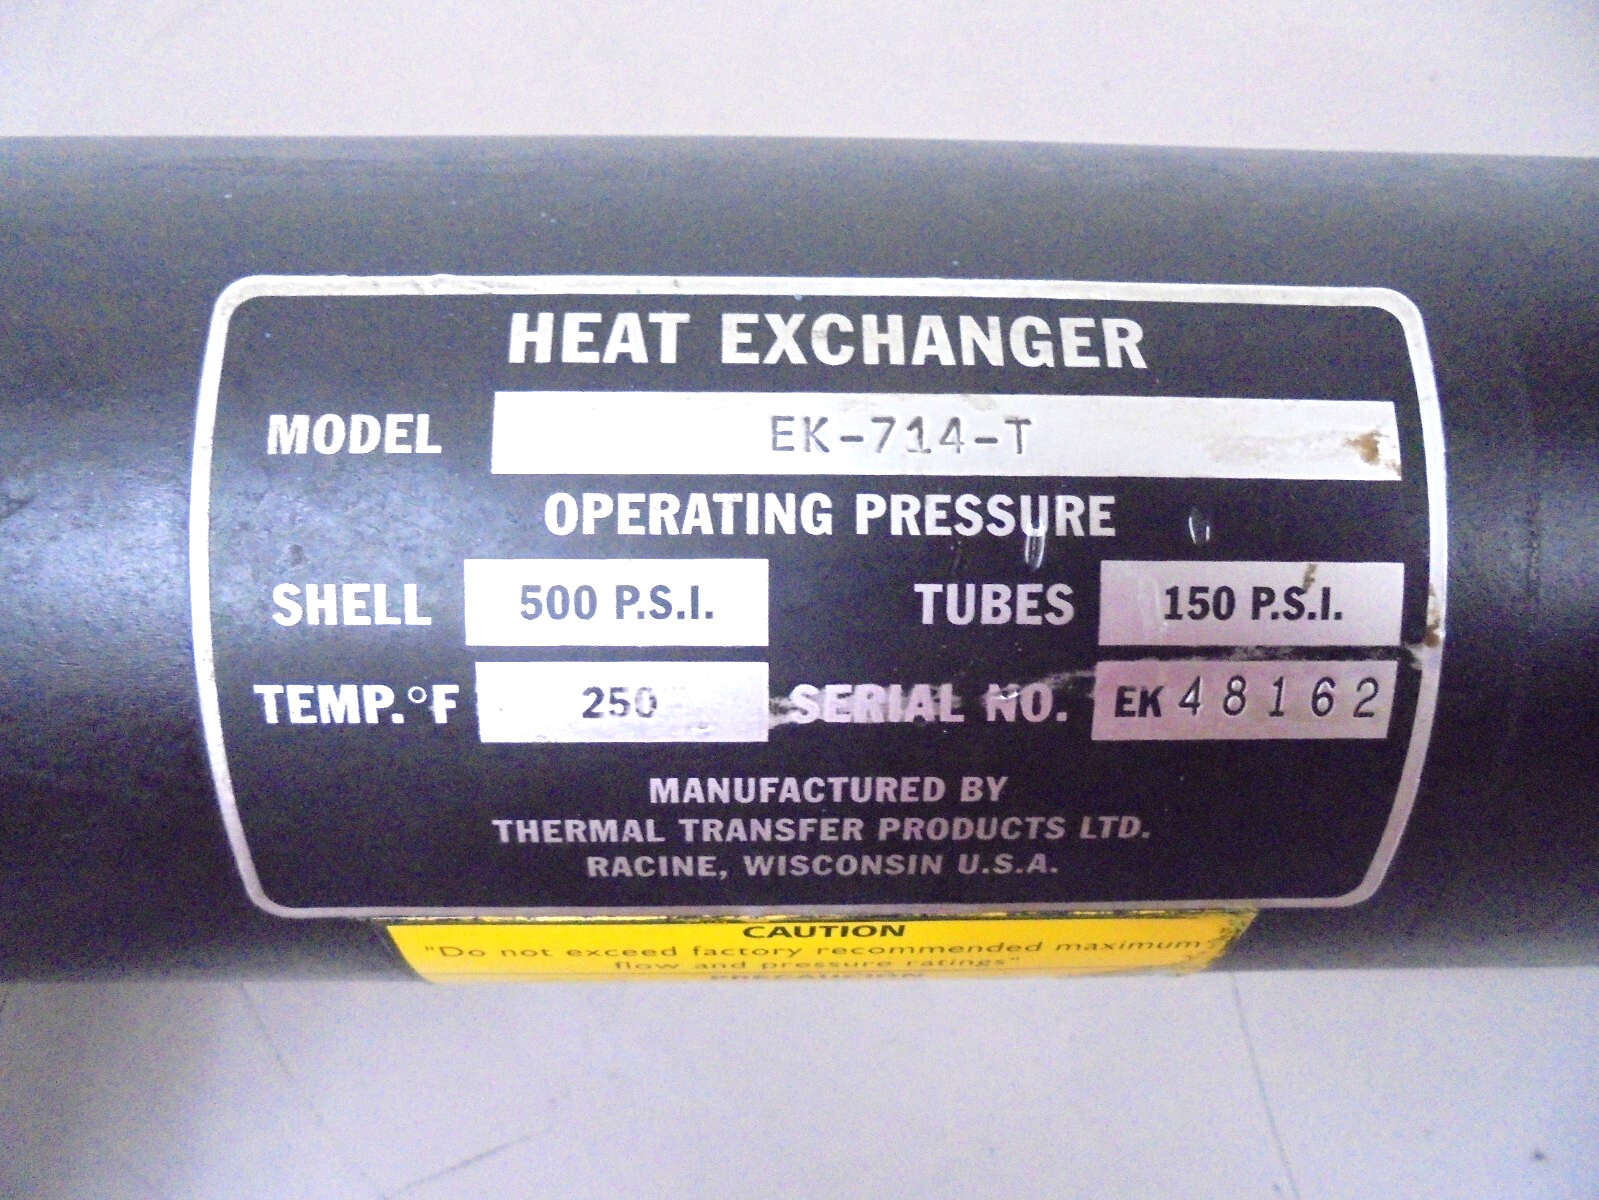 HEAT EXCHANGER
MODEL EK-714-T
OPERATING PRESSURE
SHELL 500 P.S.I. TUBES 150 P.S.I.
TEMP.°F 250 SERIAL NO. EK 48162
MANUFACTURED BY
THERMAL TRANSFER PRODUCTS LTD.
RACINE, WISCONSIN U.S.A.
CAUTION
"Do not exceed factory recommended maximum
flow and pressure ratings"